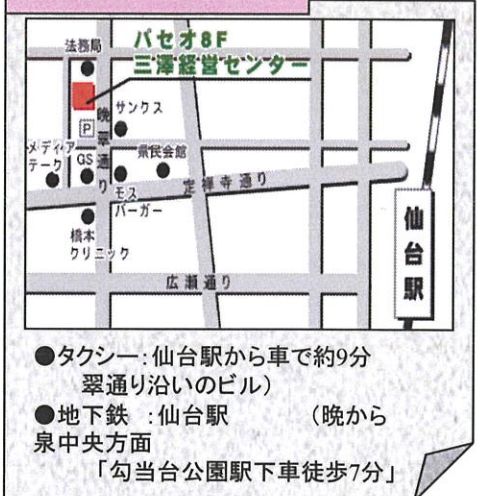 法務局
パセオ8F
三澤経営センター
サンクス
P
晩翠通り
メディアテーク
GS
県民会館
モスバーガー
定禅寺通り
橋本クリニック
広瀬通り
仙台駅
●タクシー:仙台駅から車で約9分
翠通り沿いのビル)
●地下鉄 :仙台駅 (晩から
泉中央方面
「勾当台公園駅下車徒歩7分」